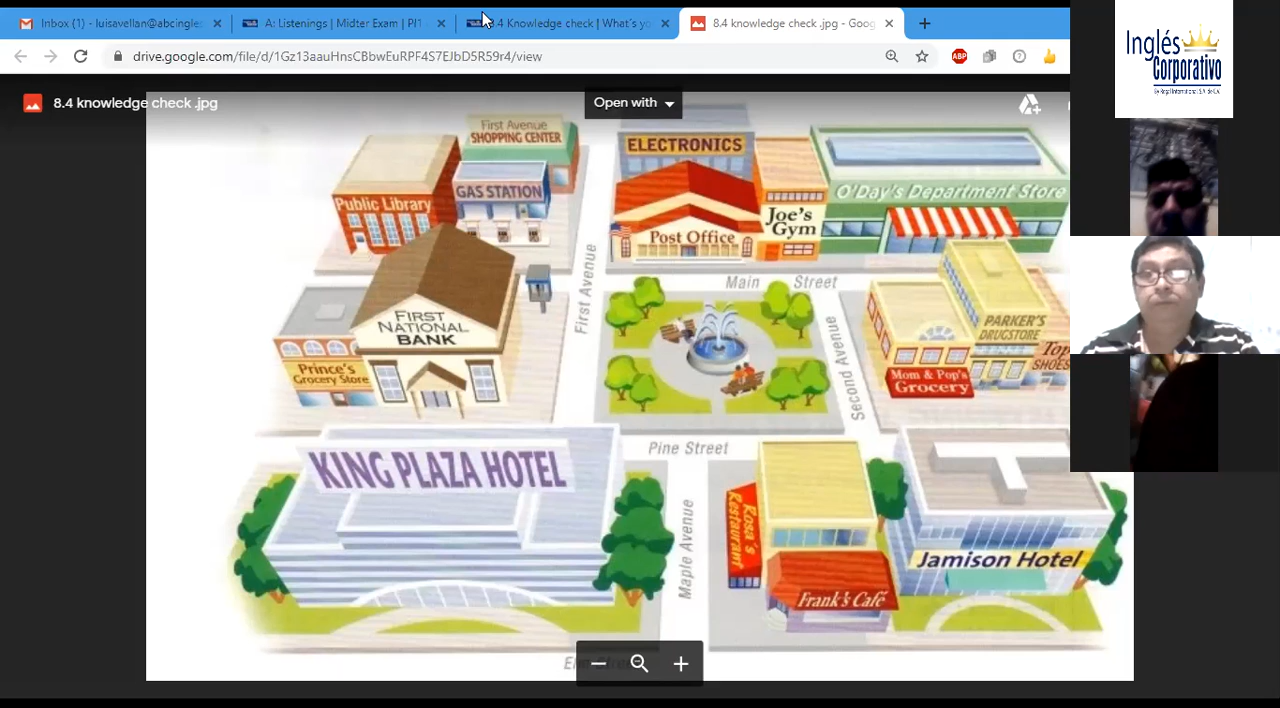 Inbox (1) - luisavellan@abcingles
A: Listenings | Midter Exam | PI1
8.4 Knowledge check | What´s yo
8.4 knowledge check .jpg - Goog
drive.google.com/file/d/
/view
ABP
8.4 knowledge check .jpg
Open with
Inglés
Corporativo
First Avenue
SHOPPING CENTER
GAS STATION
Public Library
ELECTRONICS
Post Office
Joe's
Gym
O'Day's Department Store
First Avenue
Main Street
FIRST
NATIONAL
BANK
Prince's
Grocery Store
Second Avenue
PARKER'S
DRUGSTORE
Top
SHOES
Mom & Pop's
Grocery
Pine Street
KING PLAZA HOTEL
Maple Avenue
Rosa's
Restaurant
Frank's Café
Jamison Hotel